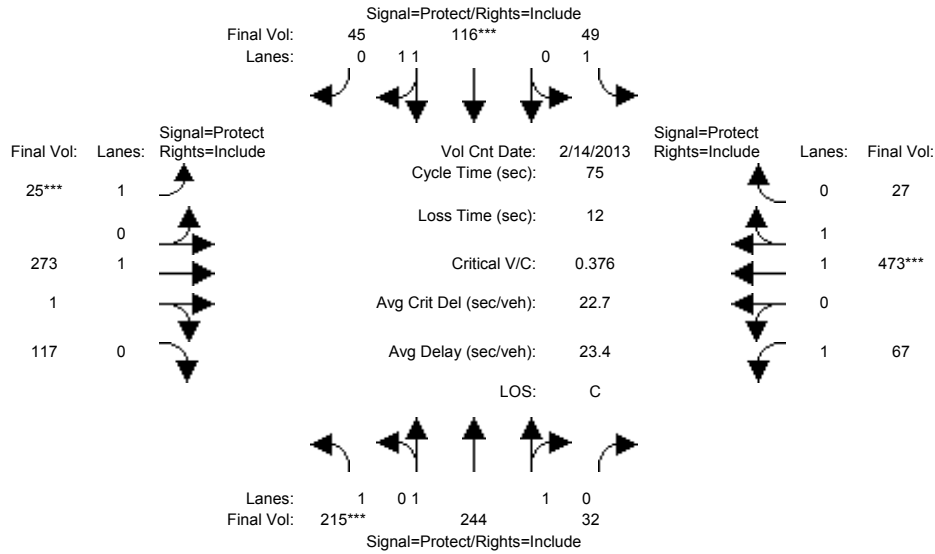 Signal=Protect/Rights=Include
Final Vol: 45 116*** 49
Lanes: 0 1 1 0 1
Signal=Protect
Final Vol: Lanes: Rights=Include
Vol Cnt Date: 2/14/2013
Signal=Protect
Rights=Include Lanes: Final Vol:
Cycle Time (sec): 75
25*** 1
0 27
Loss Time (sec): 12
0
1
273 1
Critical V/C: 0.376
1 473***
1
Avg Crit Del (sec/veh): 22.7
0
117 0
Avg Delay (sec/veh): 23.4
1 67
LOS: C
Lanes: 1 0 1 1 0
Final Vol: 215*** 244 32
Signal=Protect/Rights=Include